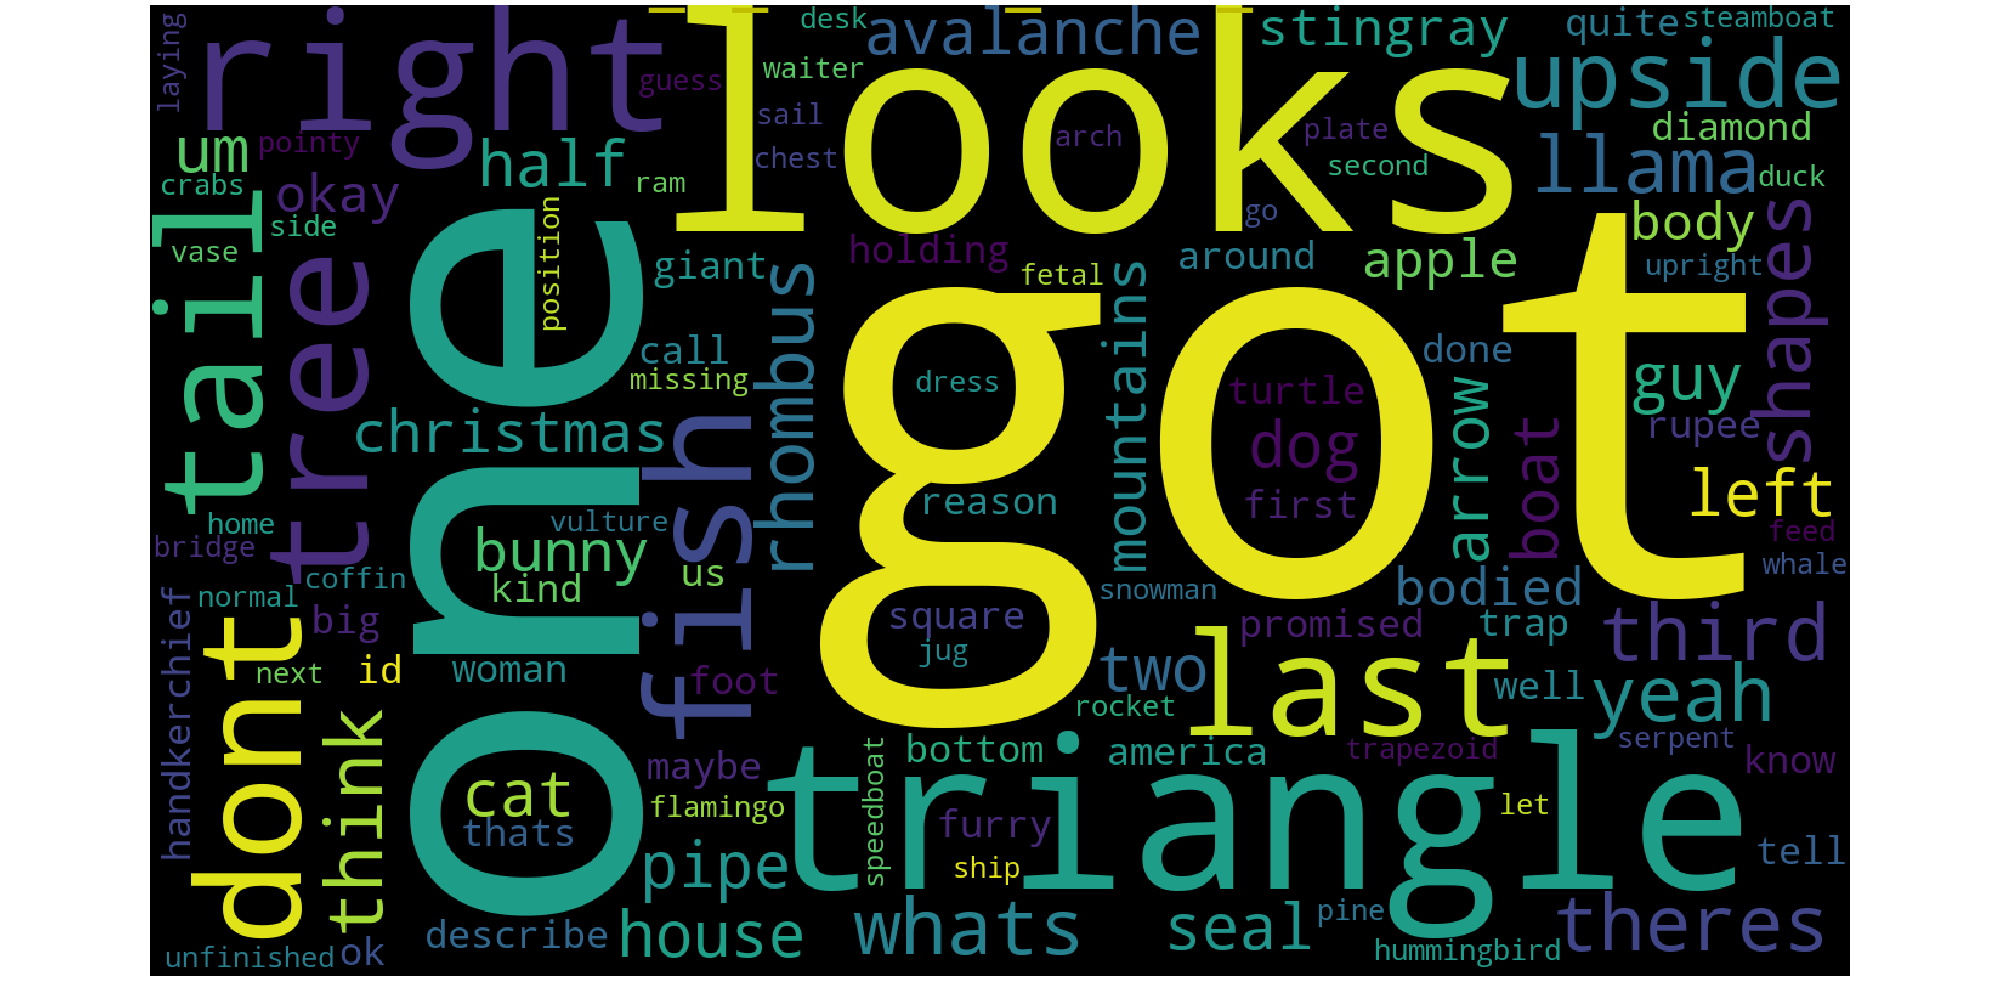 laying
right
looks
desk
avalanche
stingray
quite
steamboat
upside
guess
waiter
sail
chest
arch
plate
second
diamond
llama
duck
um
pointy
crabs
okay
half
ram
side
vase
tail
tree
one
position
giant
holding
fetal
go
around
apple
body
upright
shapes
got
rhombus
mountains
call
missing
dress
turtle
done
guy
christmas
fish
dog
arrow
boat
rupee
left
reason
first
home
bridge
vulture
bunny
kind
us
coffin
normal
feed
whale
snowman
bodied
big
square
jug
promised
trap
third
handkerchief
dont
next
id
woman
foot
two
rocket
last
well
yeah
think
maybe
bottom
america
trapezoid
serpent
know
triangle
cat
thats
flamingo
speedboat
furry
ship
let
tell
pipe
describe
house
whats
seal
pine
hummingbird
theres
unfinished
ok